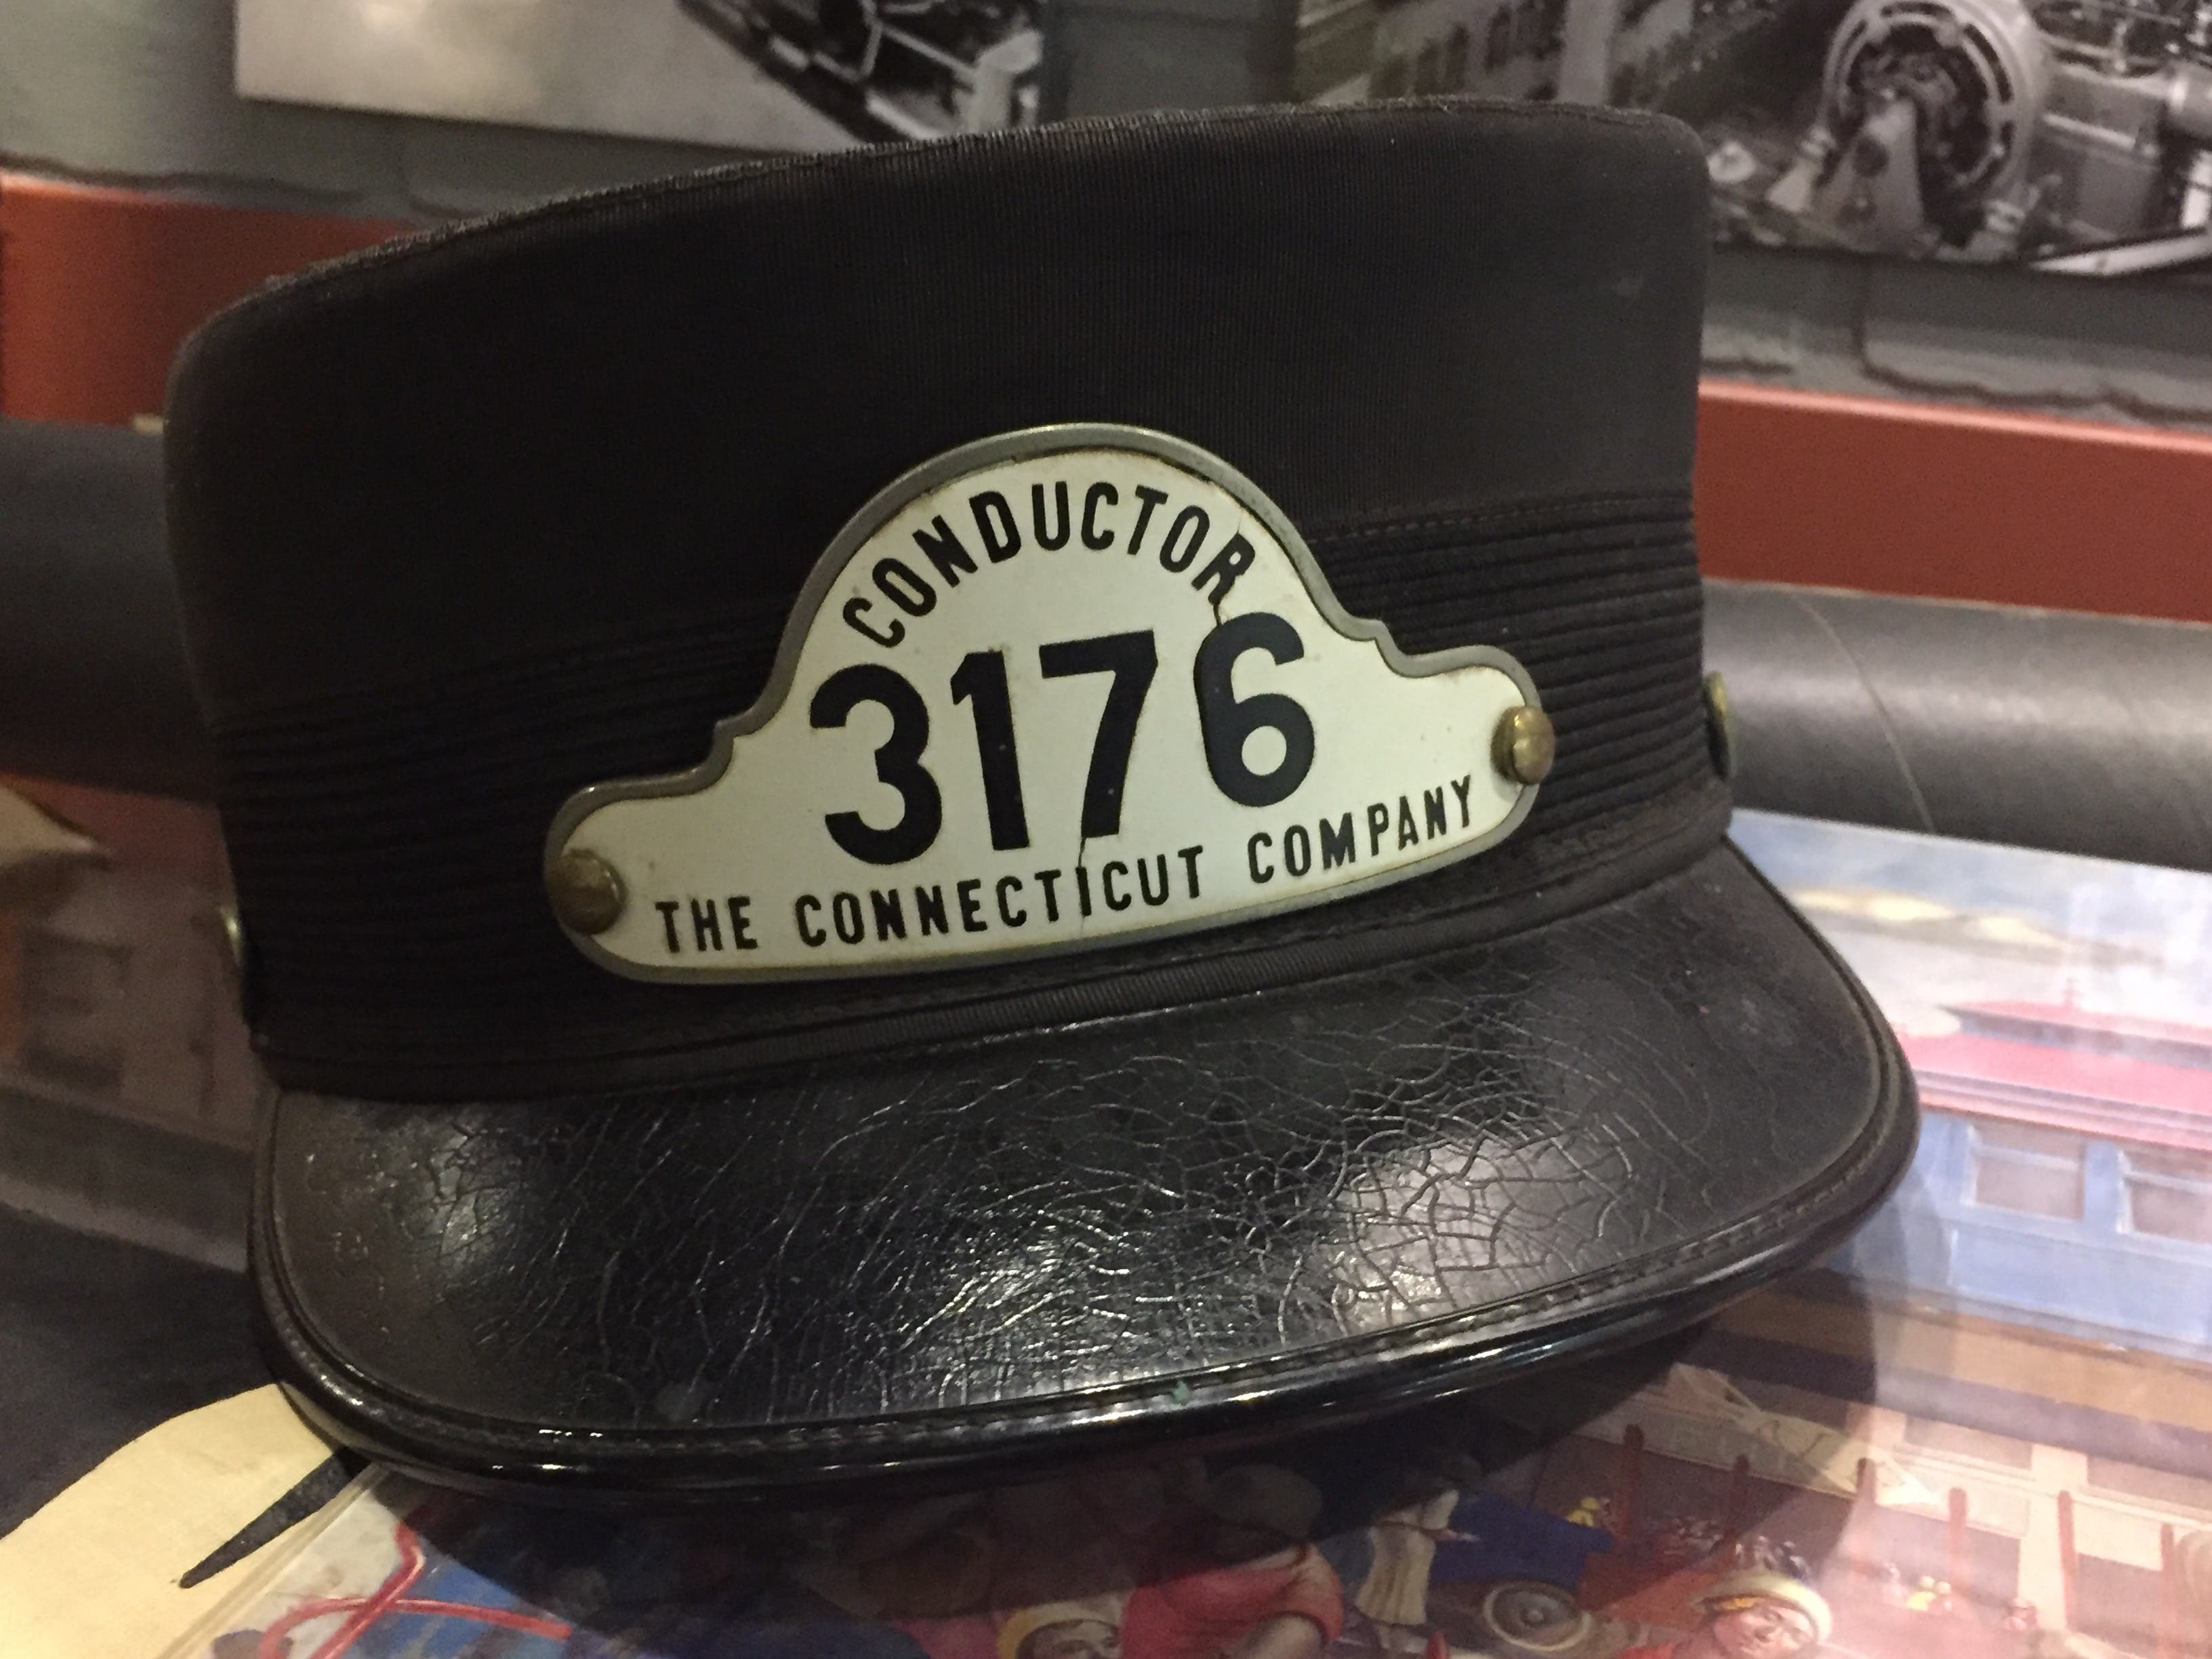 CONDUCTOR
3176
THE CONNECTICUT COMPANY